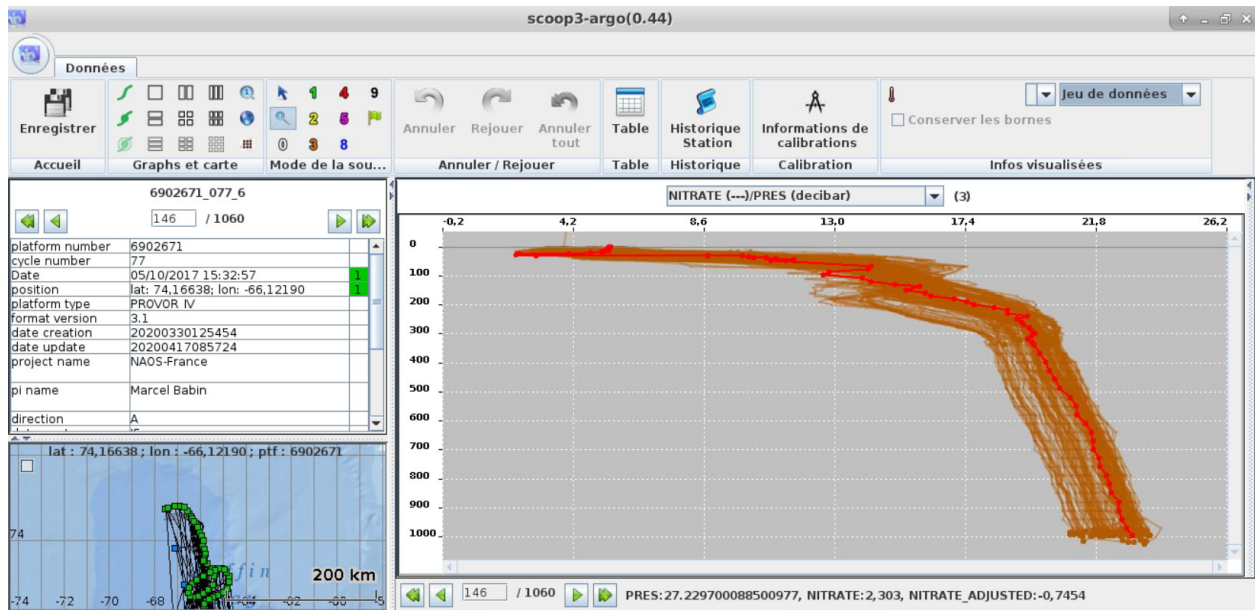 scoop3-argo(0.44)
Données
1 4 9
2 5
0 3 8
Jeu de données
Conserver les bornes
Enregistrer
Annuler Rejouer Annuler tout
Table
Historique Station
Informations de calibrations
Accueil Graphs et carte Mode de la sou... Annuler / Rejouer Table Historique Calibration Infos visualisées
6902671_077_6
146 / 1060
platform number 6902671
cycle number 77
Date 05/10/2017 15:32:57 1
position lat: 74,16638; lon: -66,12190 1
platform type PROVOR IV
format version 3.1
date creation 20200330125454
date update 20200417085724
project name NAOS-France
pi name Marcel Babin
direction A
lat : 74,16638 ; lon : -66,12190 ; ptf : 6902671
74
ffin
200 km
-74 -72 -70 -68 -64 -62 -60
NITRATE (---)/PRES (decibar) (3)
-0,2 4,2 8,6 13,0 17,4 21,8 26,2
0
100
200
300
400
500
600
700
800
900
1000
146 / 1060 PRES:27.229700088500977, NITRATE:2,303, NITRATE_ADJUSTED:-0,7454